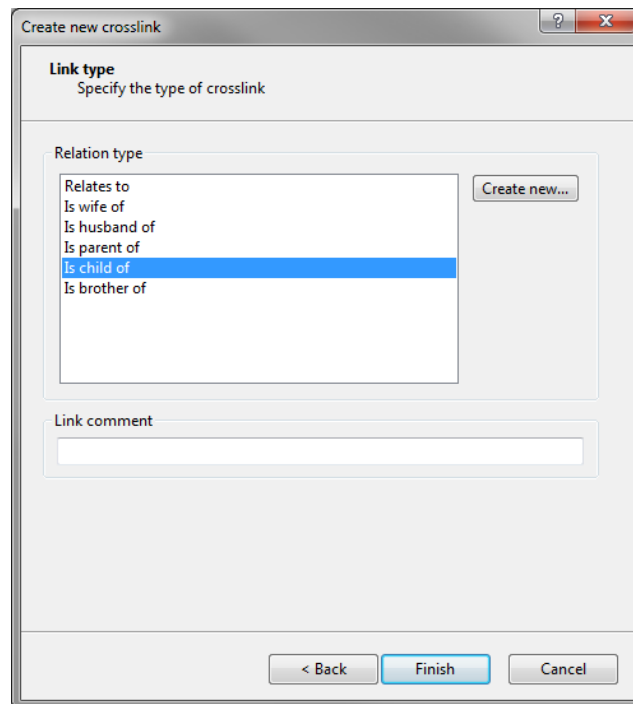 Create new crosslink
?
X
Link type
Specify the type of crosslink
Relation type
Relates to
Is wife of
Is husband of
Is parent of
Is child of
Is brother of
Create new...
Link comment
< Back
Finish
Cancel